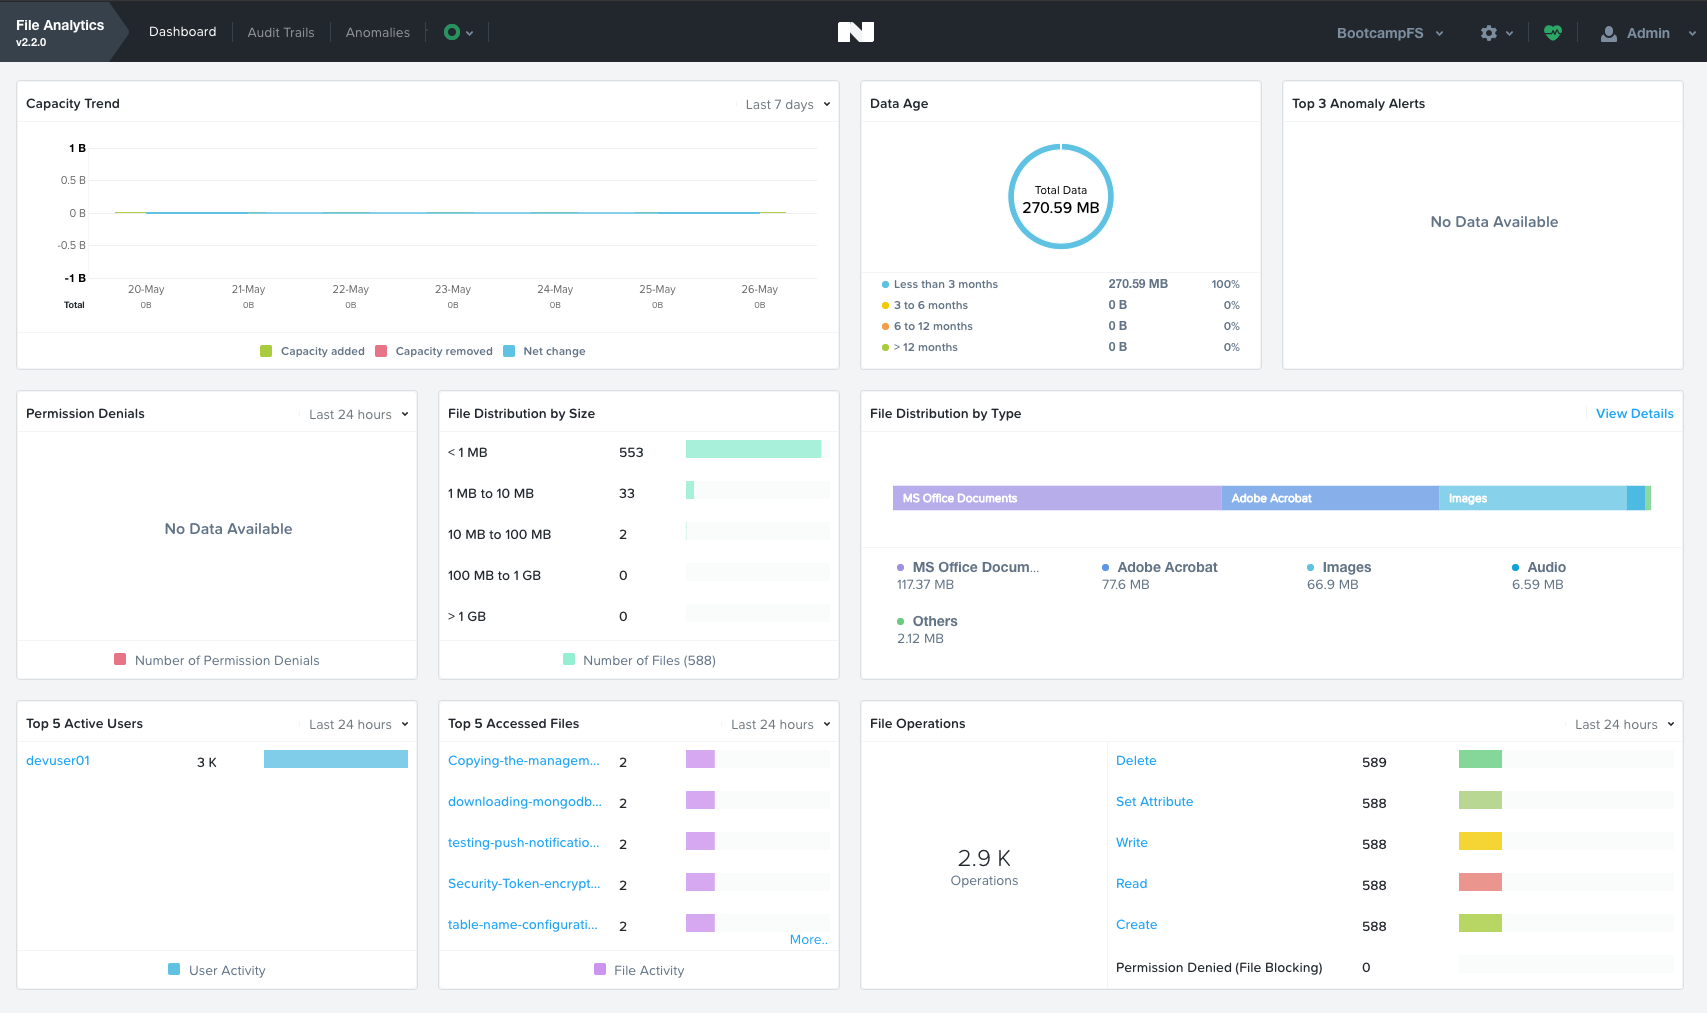 File Analytics
v2.2.0
Dashboard
Audit Trails
Anomalies
BootcampFS
Admin
Capacity Trend
Last 7 days
1 B
0.5 B
0 B
-0.5 B
-1 B
20-May 21-May 22-May 23-May 24-May 25-May 26-May
Total 0B 0B 0B 0B 0B 0B 0B
Capacity added Capacity removed Net change
Data Age
Total Data
270.59 MB
Less than 3 months 270.59 MB 100%
3 to 6 months 0 B 0%
6 to 12 months 0 B 0%
> 12 months 0 B 0%
Top 3 Anomaly Alerts
No Data Available
Permission Denials
Last 24 hours
No Data Available
Number of Permission Denials
File Distribution by Size
< 1 MB 553
1 MB to 10 MB 33
10 MB to 100 MB 2
100 MB to 1 GB 0
> 1 GB 0
Number of Files (588)
File Distribution by Type
View Details
MS Office Documents Adobe Acrobat Images
MS Office Docum... Adobe Acrobat Images Audio
117.37 MB 77.6 MB 66.9 MB 6.59 MB
Others
2.12 MB
Top 5 Active Users
Last 24 hours
devuser01 3 K
User Activity
Top 5 Accessed Files
Last 24 hours
Copying-the-managem... 2
downloading-mongodb... 2
testing-push-notificatio... 2
Security-Token-encrypt... 2
table-name-configurati... 2
More..
File Activity
File Operations
Last 24 hours
2.9 K
Operations
Delete 589
Set Attribute 588
Write 588
Read 588
Create 588
Permission Denied (File Blocking) 0